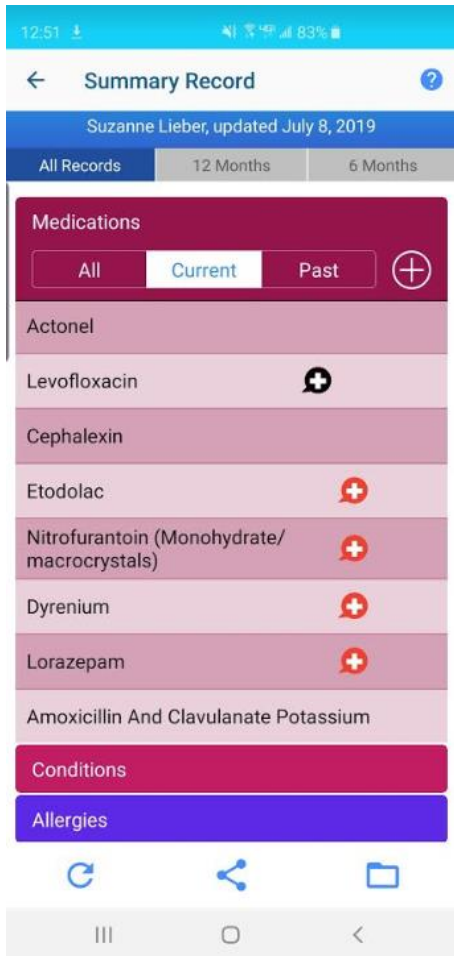 12:51 83%
Summary Record ?
Suzanne Lieber, updated July 8, 2019
All Records 12 Months 6 Months
Medications
All Current Past
Actonel
Levofloxacin
Cephalexin
Etodolac
Nitrofurantoin (Monohydrate/
macrocrystals)
Dyrenium
Lorazepam
Amoxicillin And Clavulanate Potassium
Conditions
Allergies